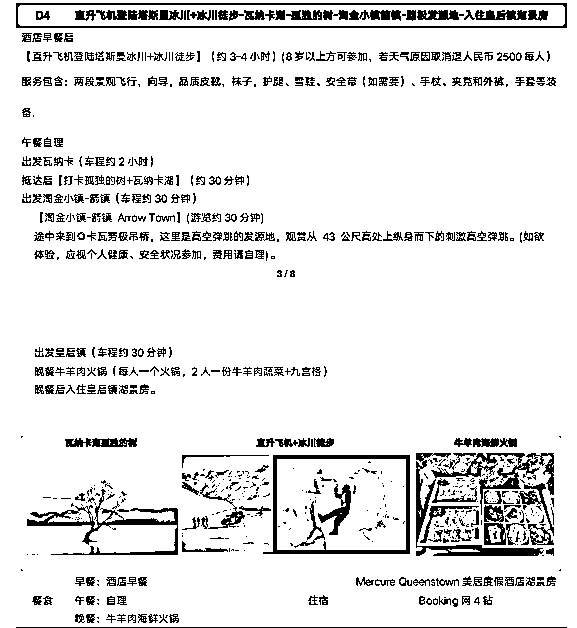 D4 直升飞机登陆塔斯曼冰川+冰川徒步-瓦纳卡湖-孤独的树-淘金小镇箭镇-蹦极发源地-入住皇后镇湖景房
酒店早餐后
【直升飞机登陆塔斯曼冰川+冰川徒步】（约 3-4 小时）(8 岁以上方可参加，若天气原因取消退人民币 2500 每人）
服务包含：两段景观飞行，向导，品质皮靴，袜子，护腿、雪鞋、安全带（如需要）、手杖、夹克和外裤，手套等装
备.
午餐自理
出发瓦纳卡（车程约 2 小时）
抵达后【打卡孤独的树+瓦纳卡湖】（约 30 分钟）
出发淘金小镇-箭镇（车程约 30 分钟）
【淘金小镇-箭镇 Arrow Town】(游览约 30 分钟)
途中来到卡瓦劳极吊桥，这里是高空弹跳的发源地，观赏从 43 公尺高处上纵身而下的刺激高空弹跳。(如欲
体验，应视个人健康、安全状况参加，费用请自理)。
3 / 8
出发皇后镇（车程约 30 分钟）
晚餐牛羊肉火锅（每人一个火锅，2 人一份牛羊肉蔬菜+九宫格）
晚餐后入住皇后镇湖景房。
瓦纳卡湖孤独的树 直升飞机+冰川徒步 牛羊肉海鲜火锅
早餐：酒店早餐 Mercure Queenstown 美居度假酒店湖景房
餐食 午餐：自理 住宿 Booking 网 4 钻
晚餐：牛羊肉海鲜火锅